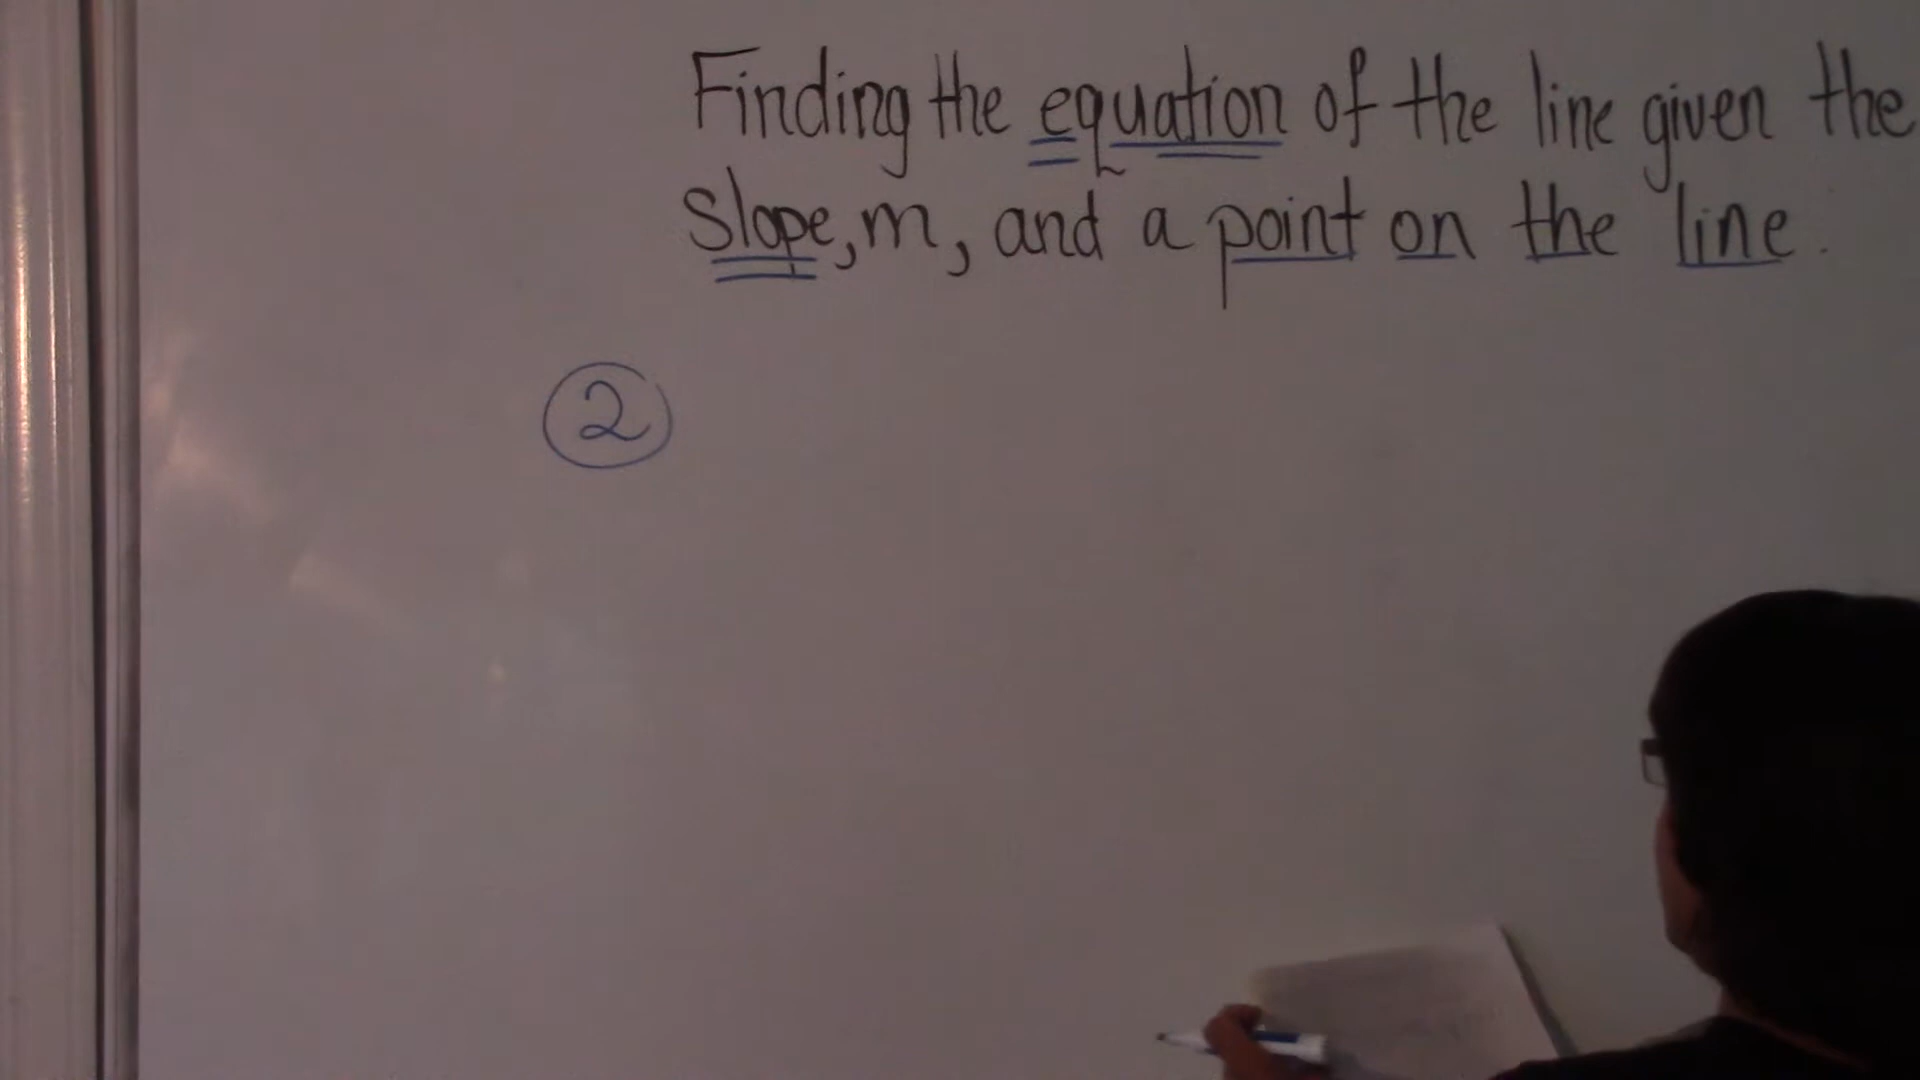 Finding the equation of the line given the
Slope, m, and a point on the line.
2